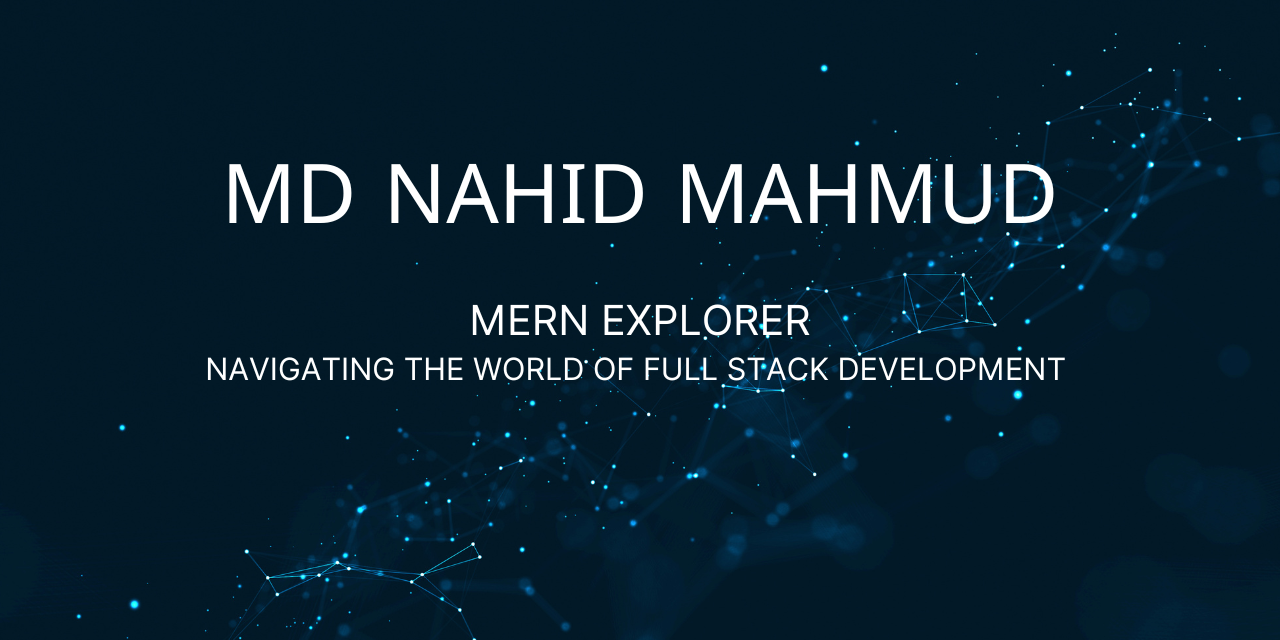 MD NAHID MAHMUD
MERN EXPLORER
NAVIGATING THE WORLD OF FULL STACK DEVELOPMENT